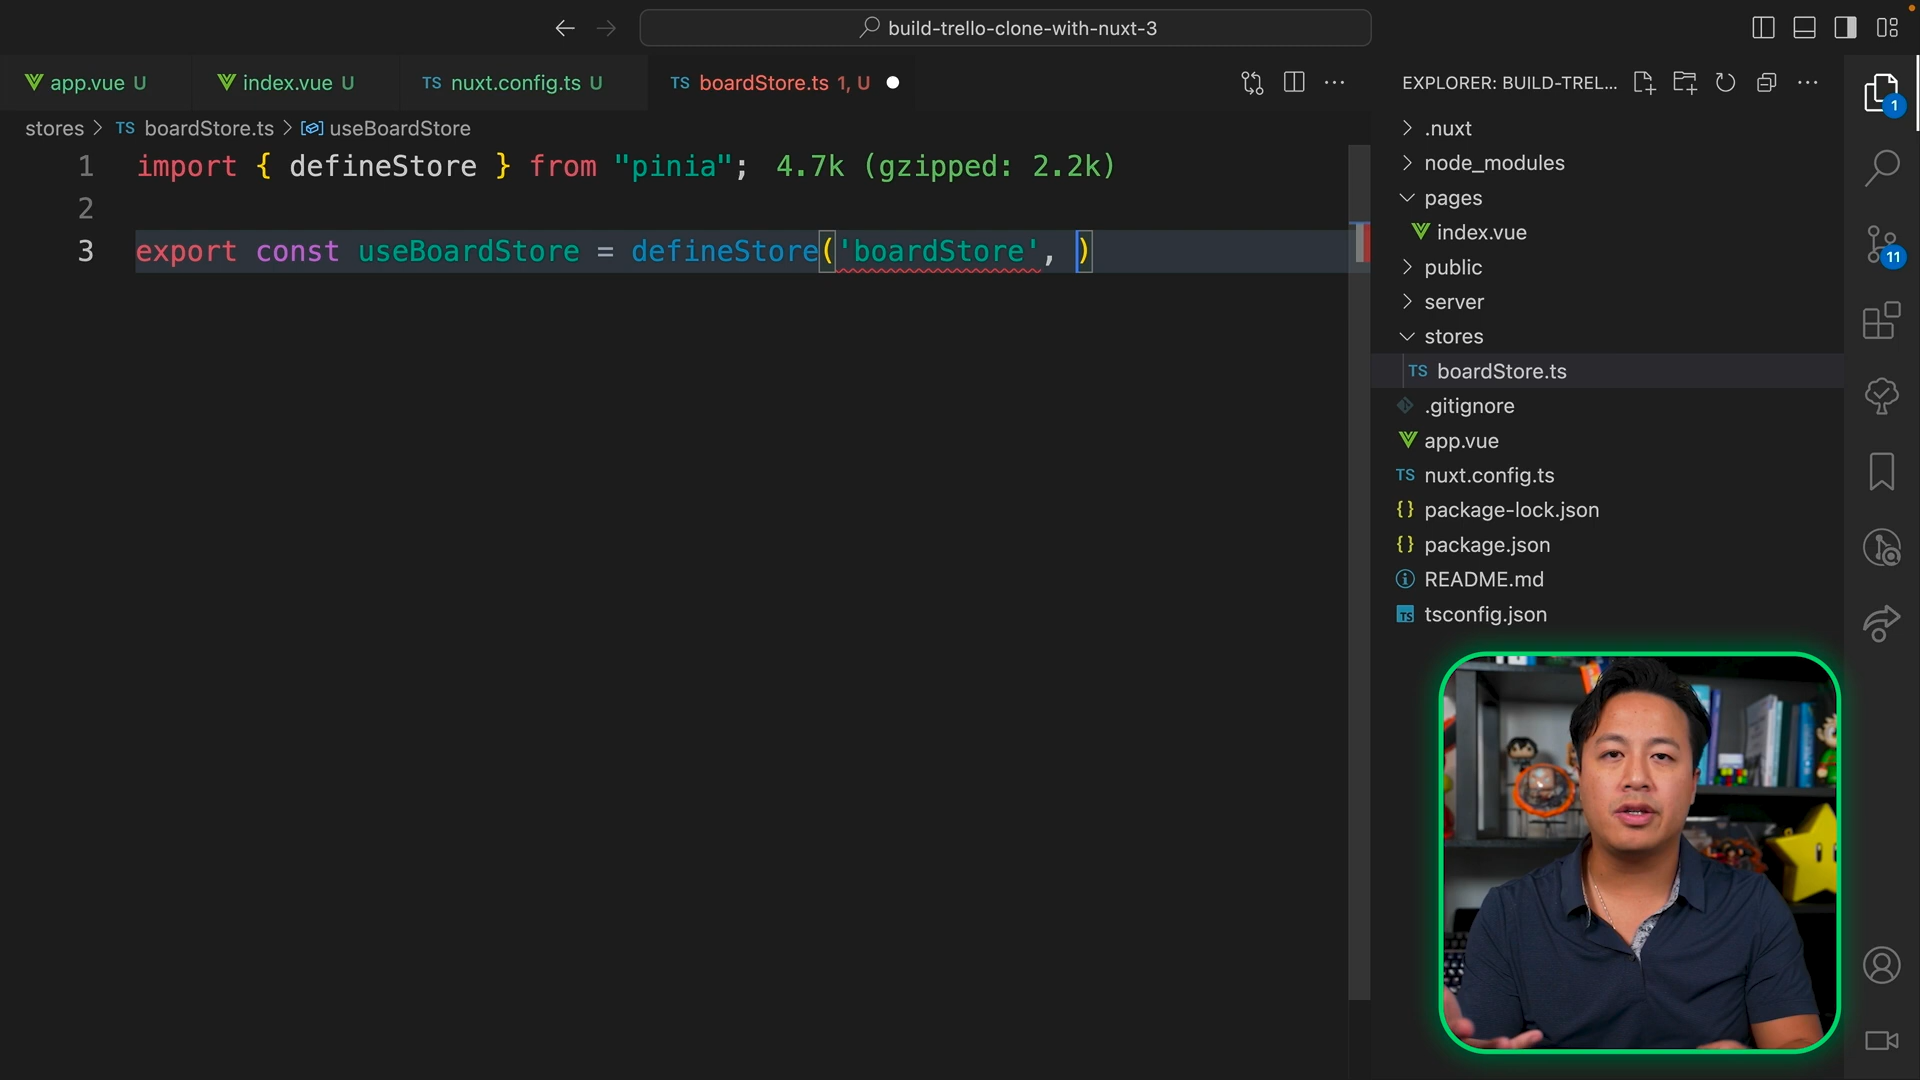 build-trello-clone-with-nuxt-3
app.vue U
index.vue U
TS nuxt.config.ts U
TS boardStore.ts 1, U
EXPLORER: BUILD-TREL...
stores > TS boardStore.ts > useBoardStore
1 import { defineStore } from "pinia"; 4.7k (gzipped: 2.2k)
2
3 export const useBoardStore = defineStore('boardStore', )
.nuxt
node_modules
pages
index.vue
public
server
stores
TS boardStore.ts
.gitignore
app.vue
TS nuxt.config.ts
{} package-lock.json
{} package.json
README.md
TS tsconfig.json
1
11